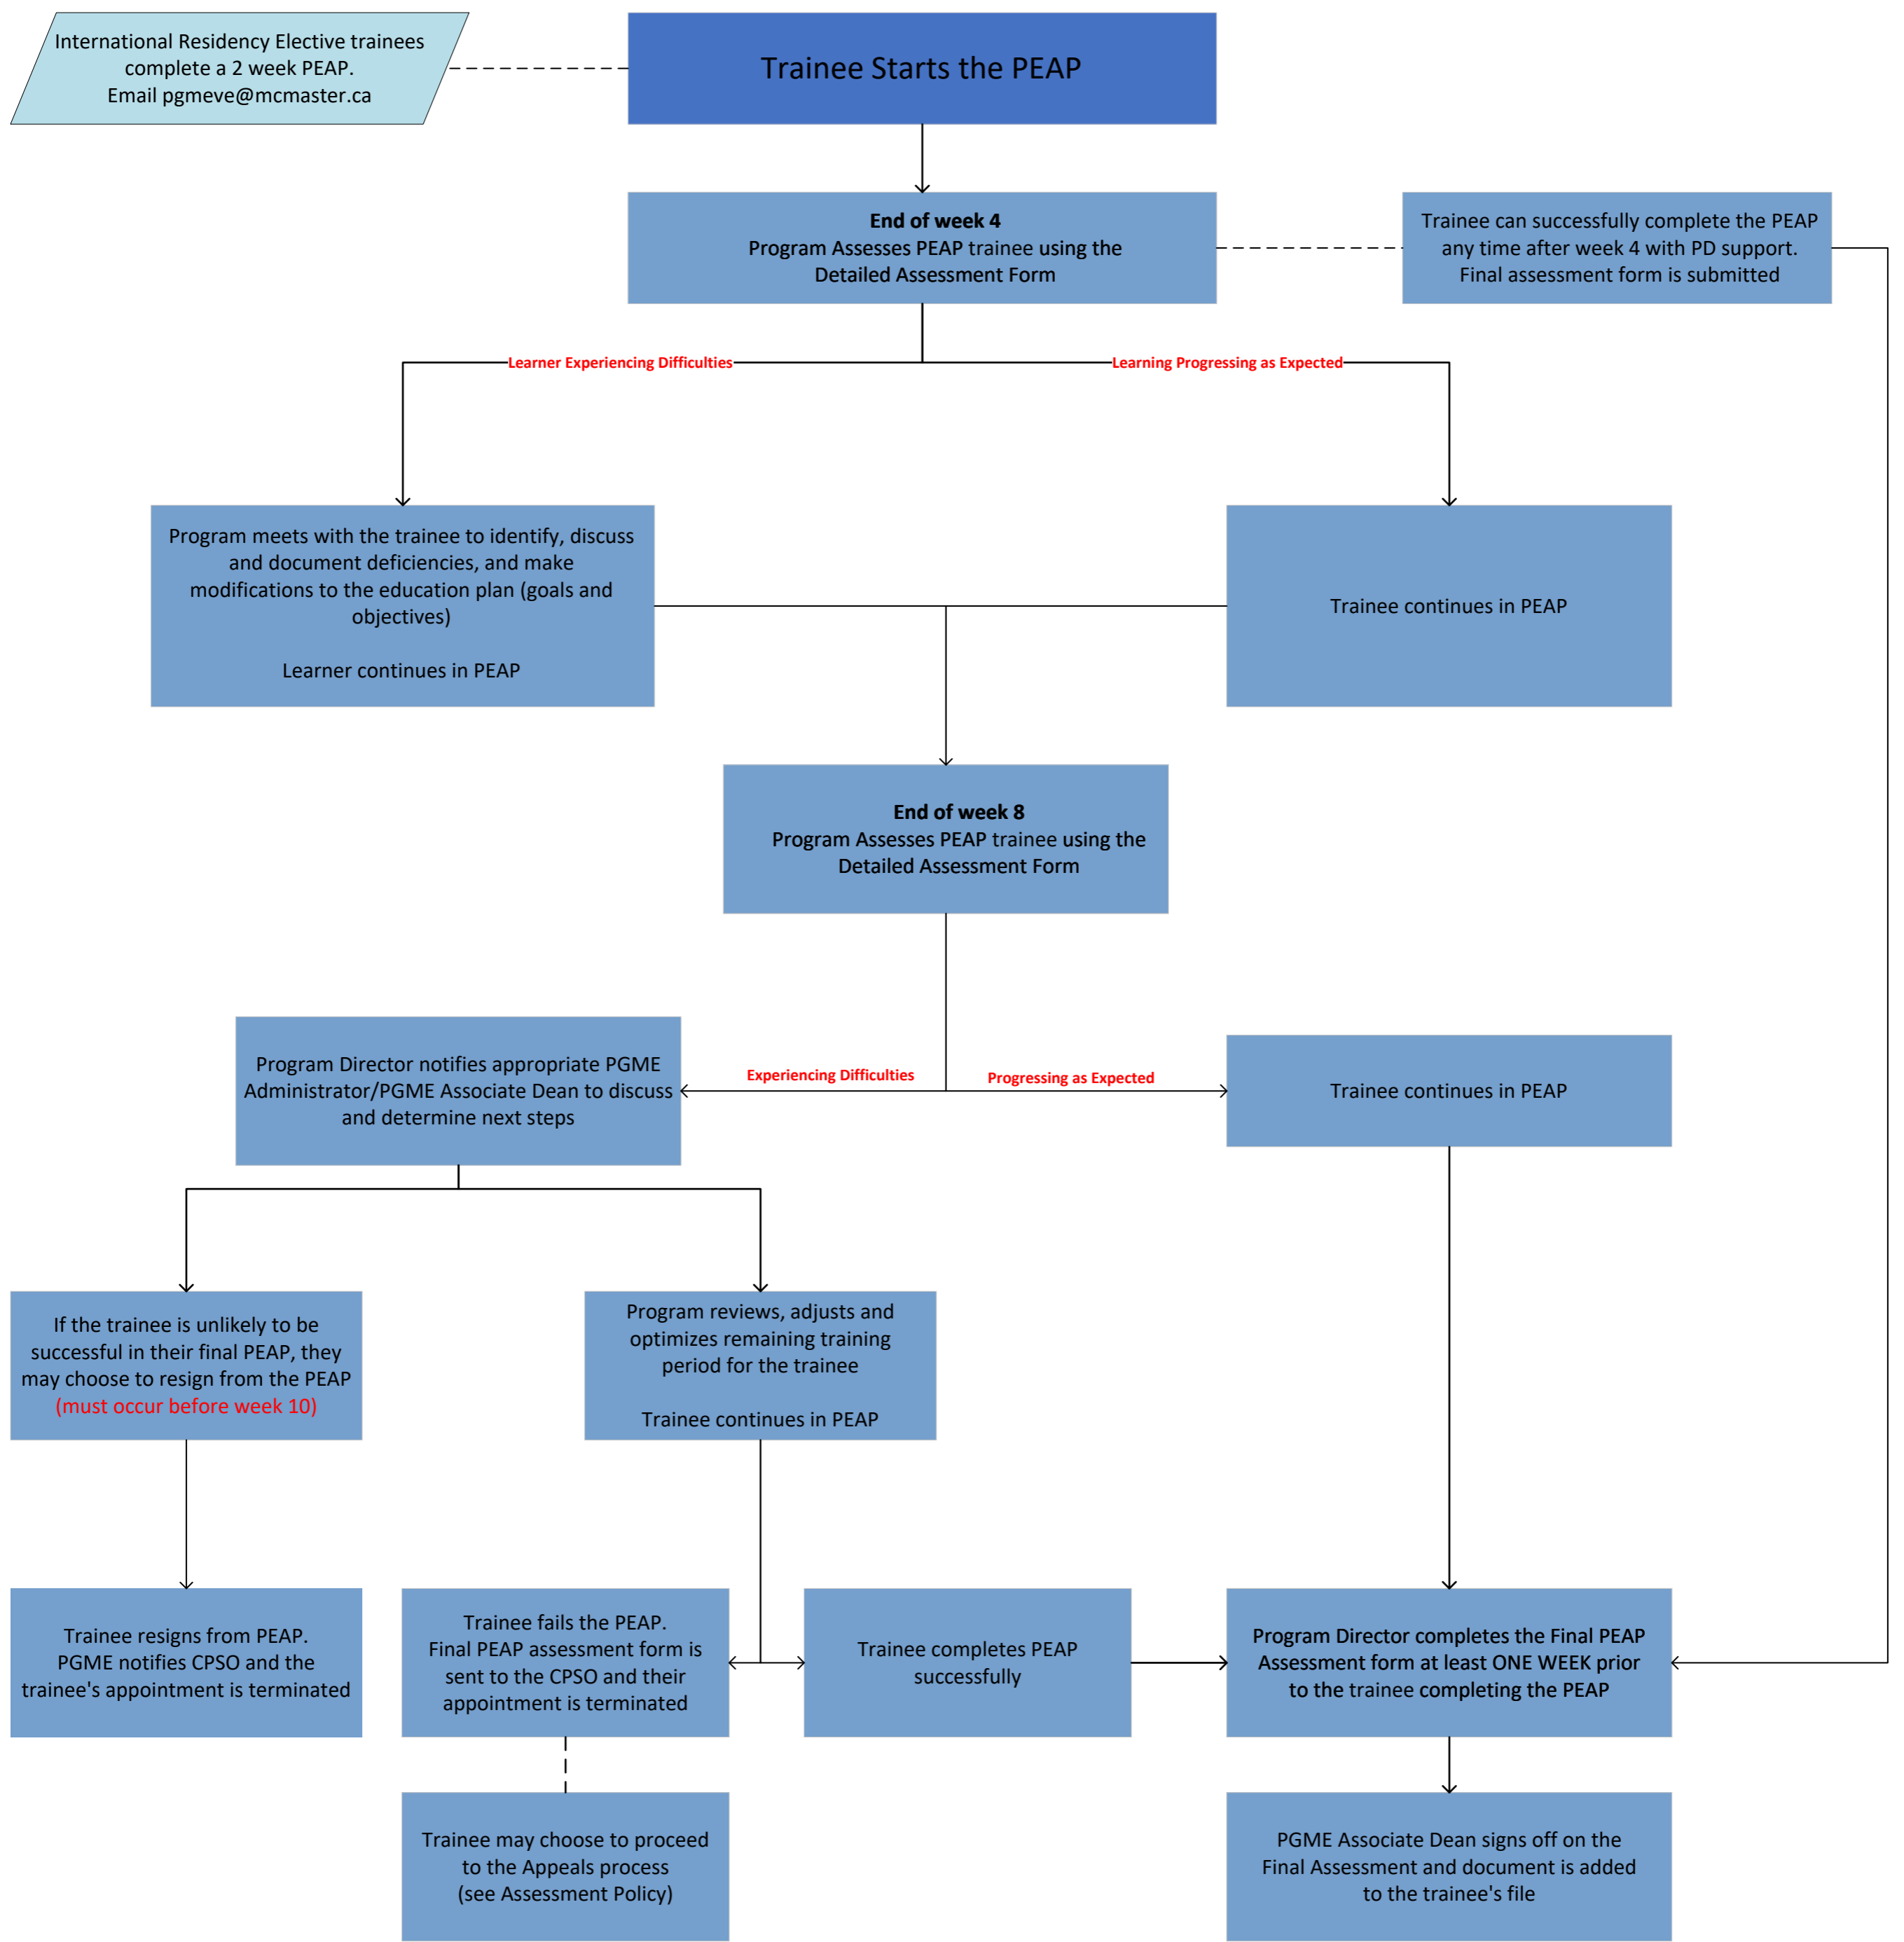 International Residency Elective trainees
complete a 2 week PEAP.
Email pgmeve@mcmaster.ca
Trainee Starts the PEAP
End of week 4
Program Assesses PEAP trainee using the
Detailed Assessment Form
Trainee can successfully complete the PEAP
any time after week 4 with PD support.
Final assessment form is submitted
Learner Experiencing Difficulties
Learning Progressing as Expected
Program meets with the trainee to identify, discuss
and document deficiencies, and make
modifications to the education plan (goals and
objectives)
Learner continues in PEAP
Trainee continues in PEAP
End of week 8
Program Assesses PEAP trainee using the
Detailed Assessment Form
Program Director notifies appropriate PGME
Administrator/PGME Associate Dean to discuss
and determine next steps
Experiencing Difficulties
Progressing as Expected
Trainee continues in PEAP
If the trainee is unlikely to be
successful in their final PEAP, they
may choose to resign from the PEAP
(must occur before week 10)
Program reviews, adjusts and
optimizes remaining training
period for the trainee
Trainee continues in PEAP
Trainee resigns from PEAP.
PGME notifies CPSO and the
trainee's appointment is terminated
Trainee fails the PEAP.
Final PEAP assessment form is
sent to the CPSO and their
appointment is terminated
Trainee completes PEAP
successfully
Program Director completes the Final PEAP
Assessment form at least ONE WEEK prior
to the trainee completing the PEAP
Trainee may choose to proceed
to the Appeals process
(see Assessment Policy)
PGME Associate Dean signs off on the
Final Assessment and document is added
to the trainee's file